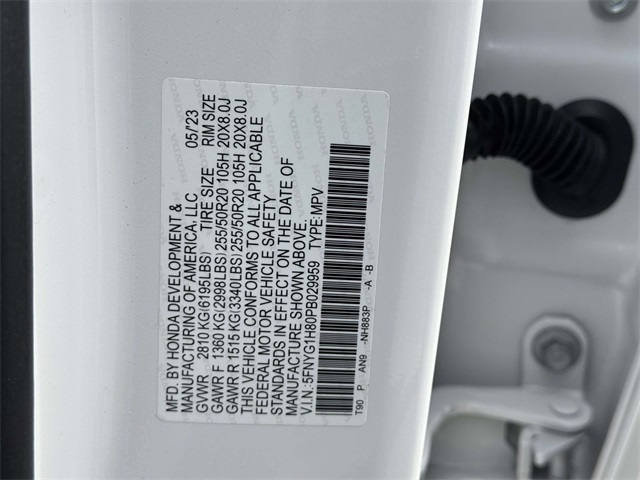 MFD. BY HONDA DEVELOPMENT & 05/'23
MANUFACTURING OF AMERICA, LLC.
GVWR 2810 KG(6195LBS) TIRE SIZE RIM SIZE
GAWR F 1360 KG(2998LBS)255/50R20 105H 20X8.0J
GAWR R 1515 KG(3340LBS)255/50R20 105H 20X8.0J
THIS VEHICLE CONFORMS TO ALL APPLICABLE
FEDERAL MOTOR VEHICLE SAFETY
STANDARDS IN EFFECT ON THE DATE OF
MANUFACTURE SHOWN ABOVE.
V.I.N.:5FNYG1H80PB029959 TYPE:MPV
T90 P AN9 -NH883P -A -B